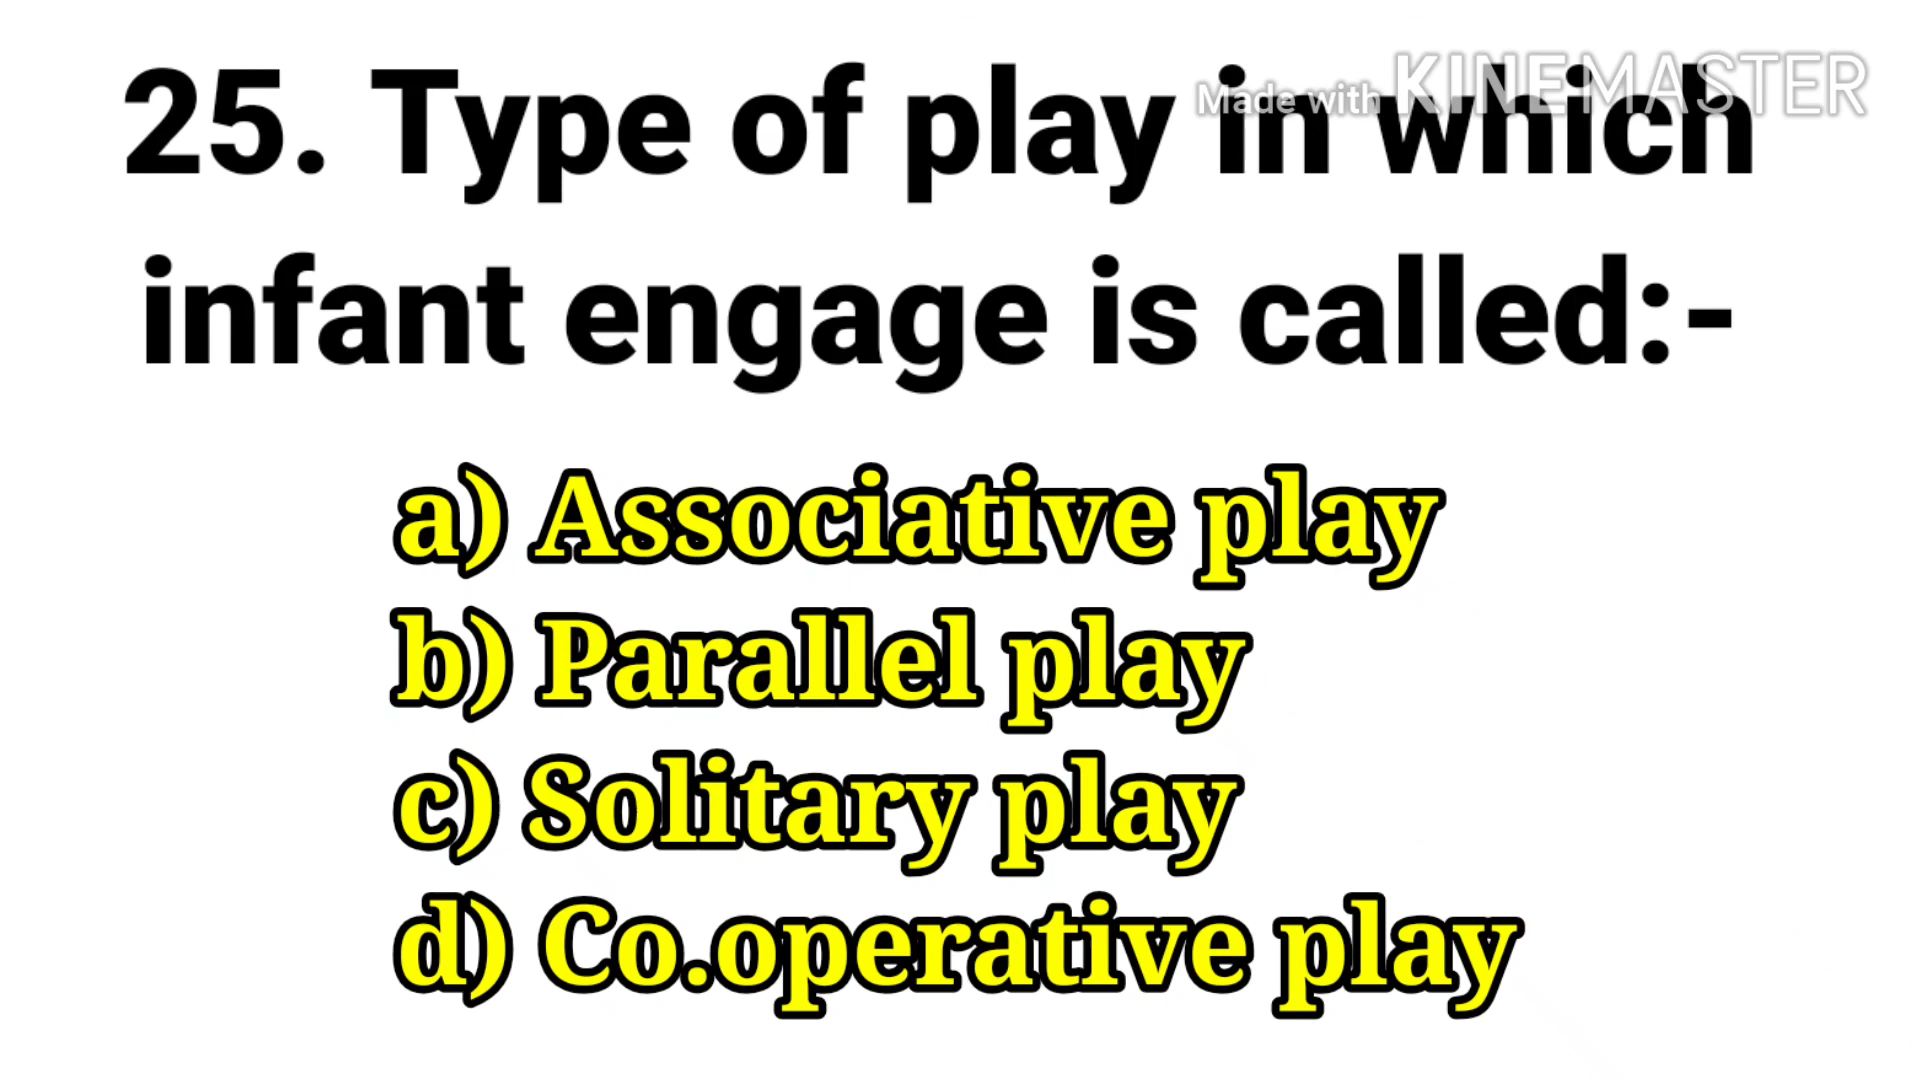 Made with KINEMASTER
25. Type of play in which
infant engage is called:-
a) Associative play
b) Parallel play
c) Solitary play
d) Co.operative play